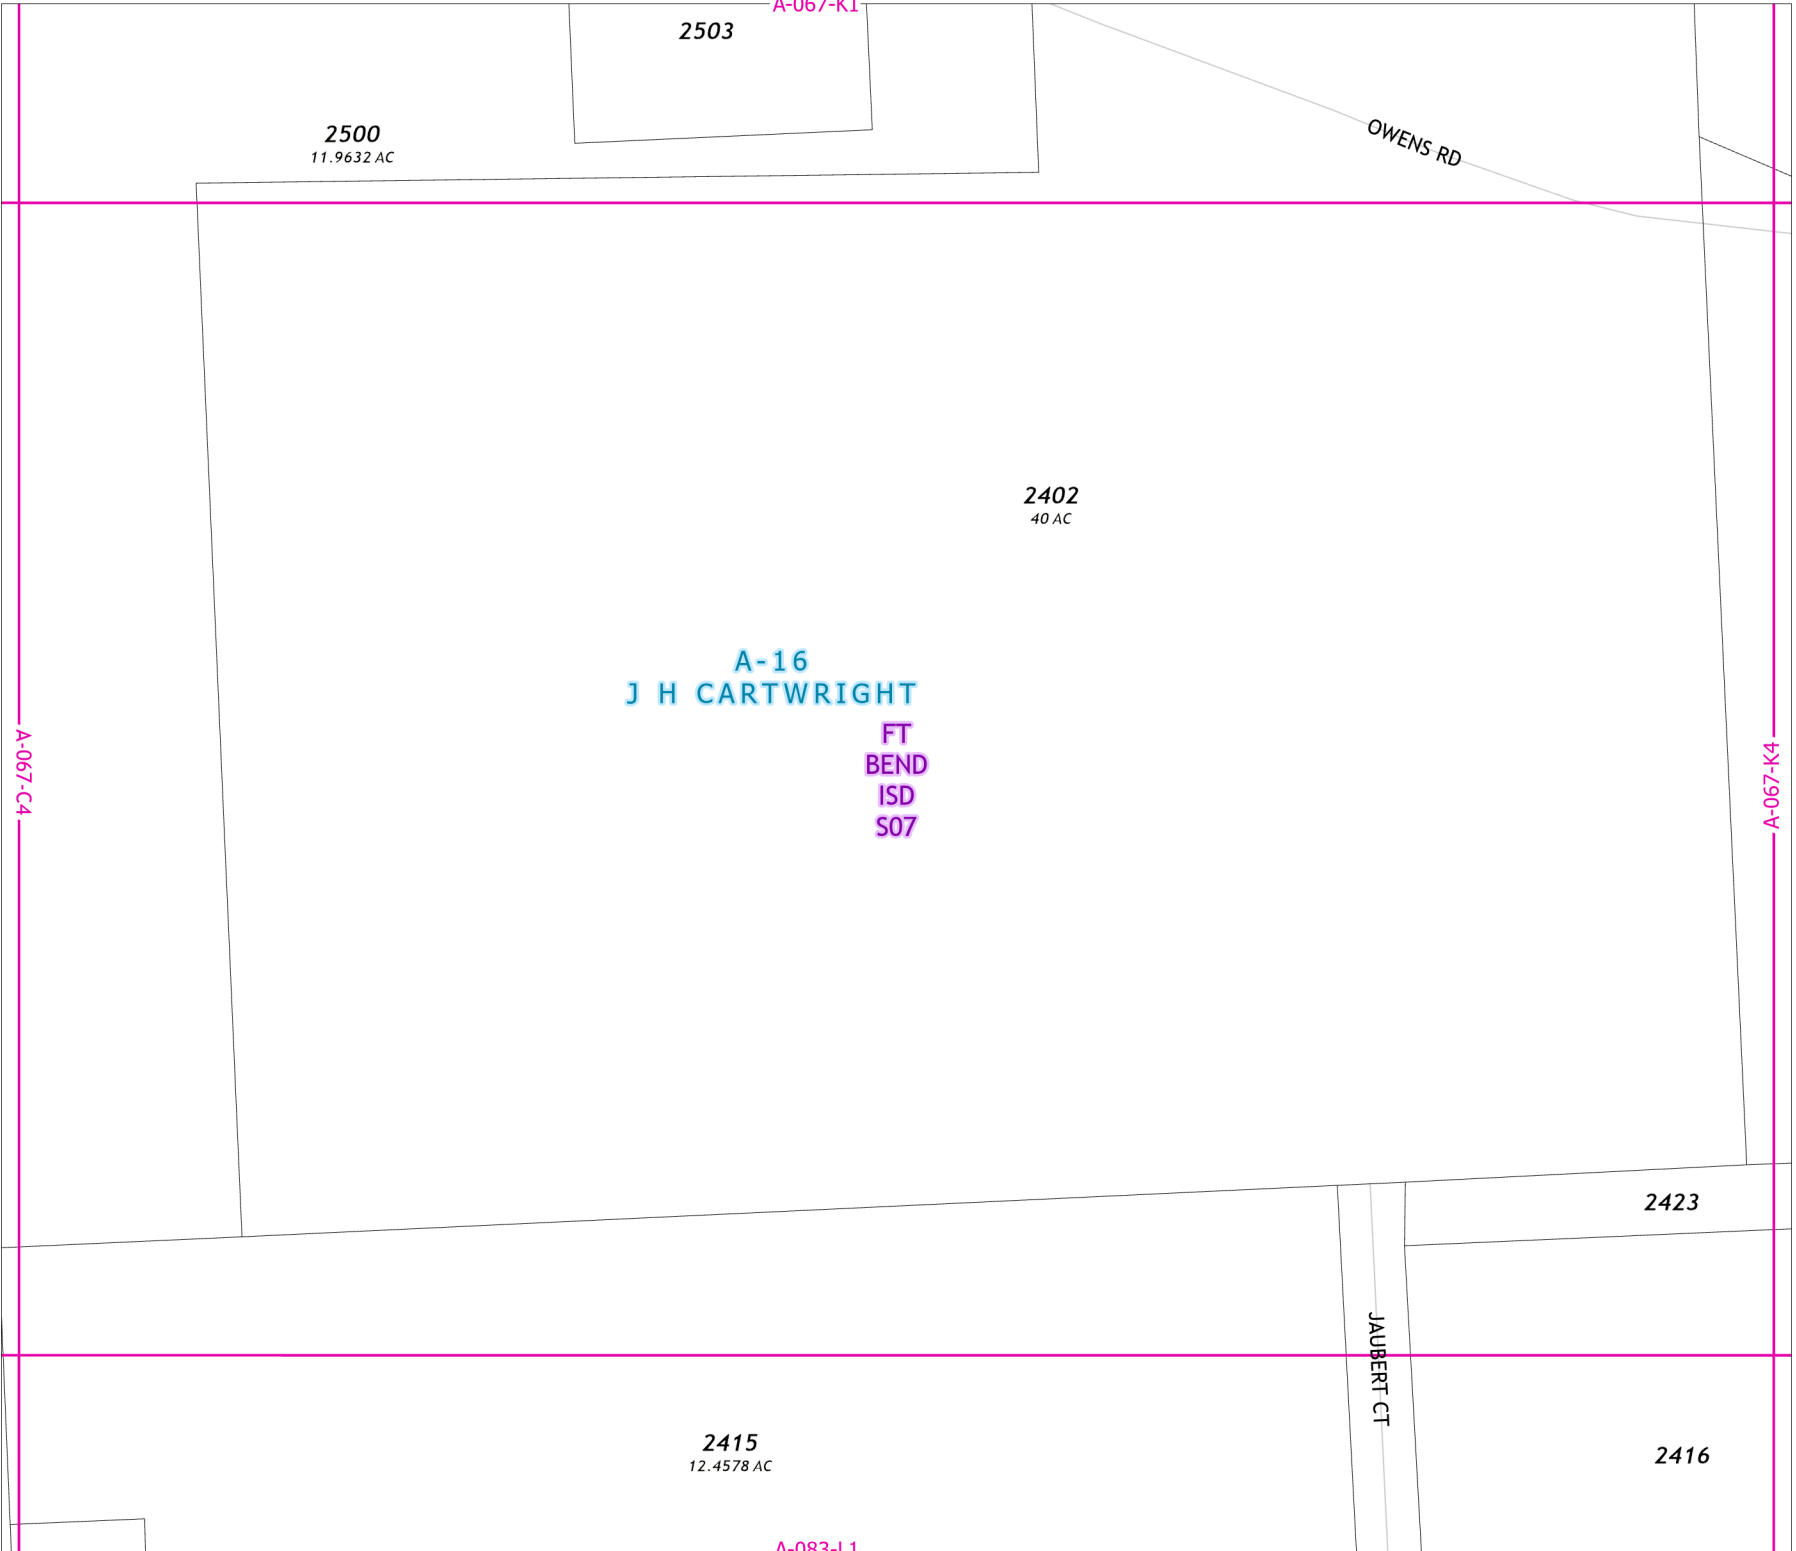 A-067-K1
2503
OWENS RD
2500
11.9632 AC
2402
40 AC
A-16
J H CARTWRIGHT
FT
BEND
ISD
S07
A-067-C4
A-067-K4
2423
JAUBERT CT
2415
12.4578 AC
2416
A-083-L1